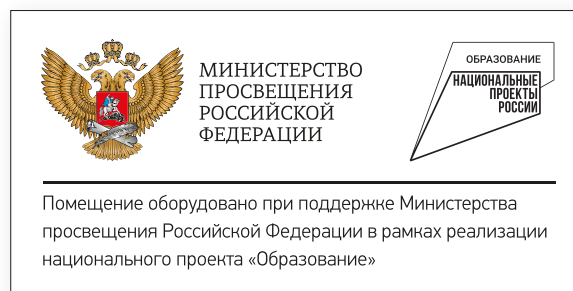 МИНИСТЕРСТВО
ПРОСВЕЩЕНИЯ
РОССИЙСКОЙ
ФЕДЕРАЦИИ
ОБРАЗОВАНИЕ
НАЦИОНАЛЬНЫЕ
ПРОЕКТЫ
РОССИИ
Помещение оборудовано при поддержке Министерства
просвещения Российской Федерации в рамках реализации
национального проекта «Образование»